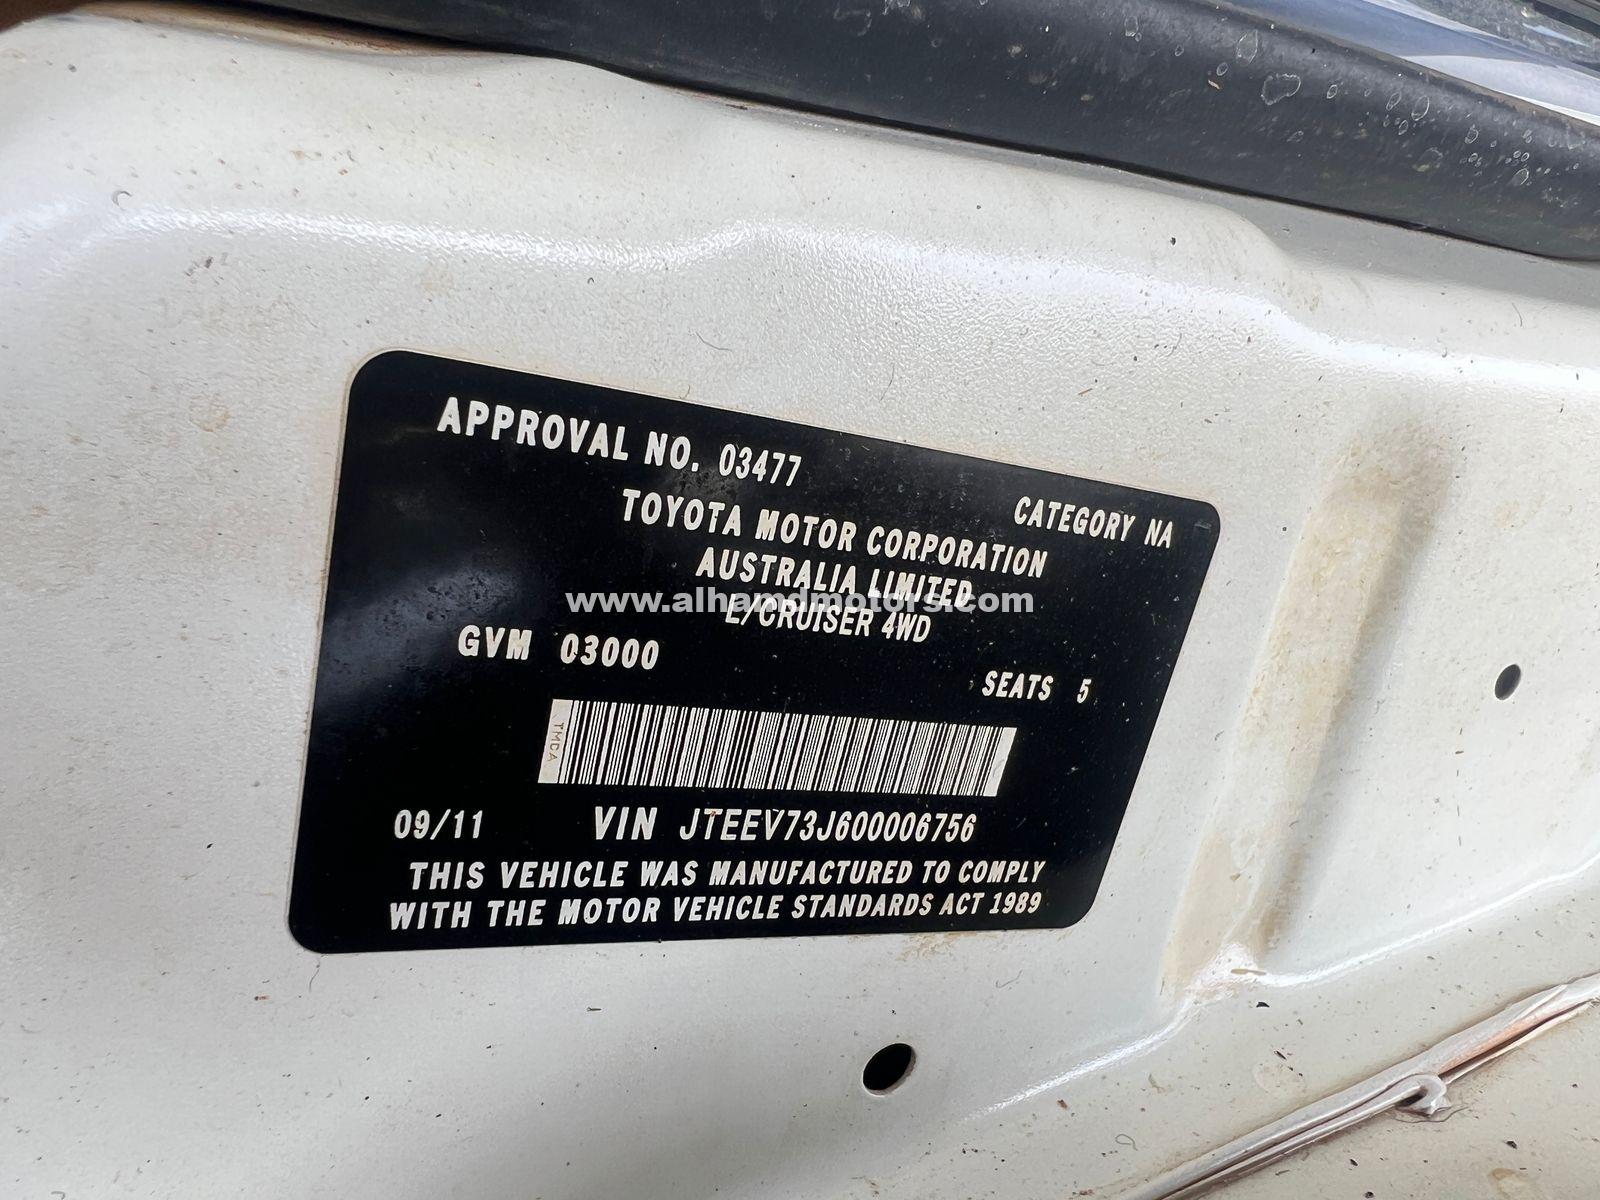 APPROVAL NO. 03477
CATEGORY NA
TOYOTA MOTOR CORPORATION
AUSTRALIA LIMITED
www.alhamdmotors.com
L/CRUISER 4WD
GVM 03000
SEATS 5
TMCA
09/11 VIN JTEEV73J600006756
THIS VEHICLE WAS MANUFACTURED TO COMPLY
WITH THE MOTOR VEHICLE STANDARDS ACT 1989